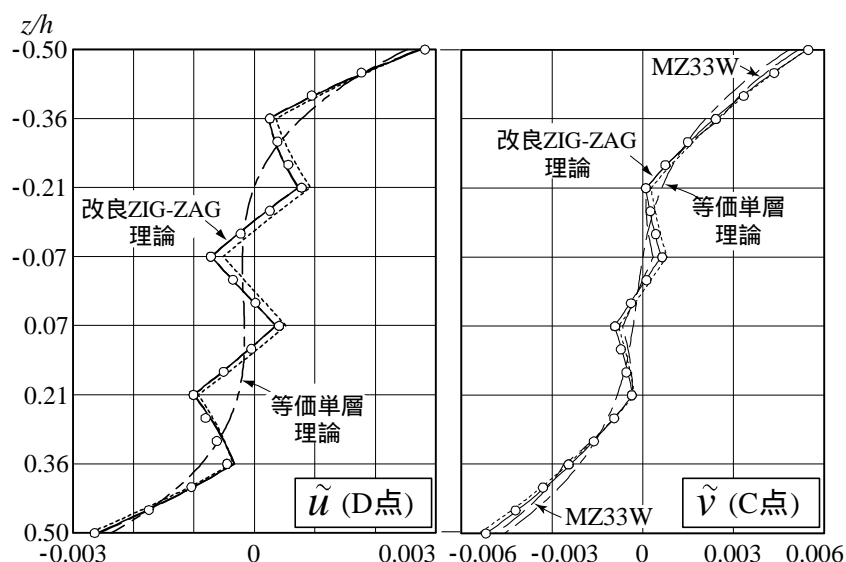 z/h
-0.50
-0.36
-0.21
-0.07
0.07
0.21
0.36
0.50
改良ZIG-ZAG
理論
等価単層
理論
ũ (D点)
-0.003
0
0.003
MZ33W
改良ZIG-ZAG
理論
等価単層
理論
MZ33W
ṽ (C点)
-0.006
-0.003
0
0.003
0.006